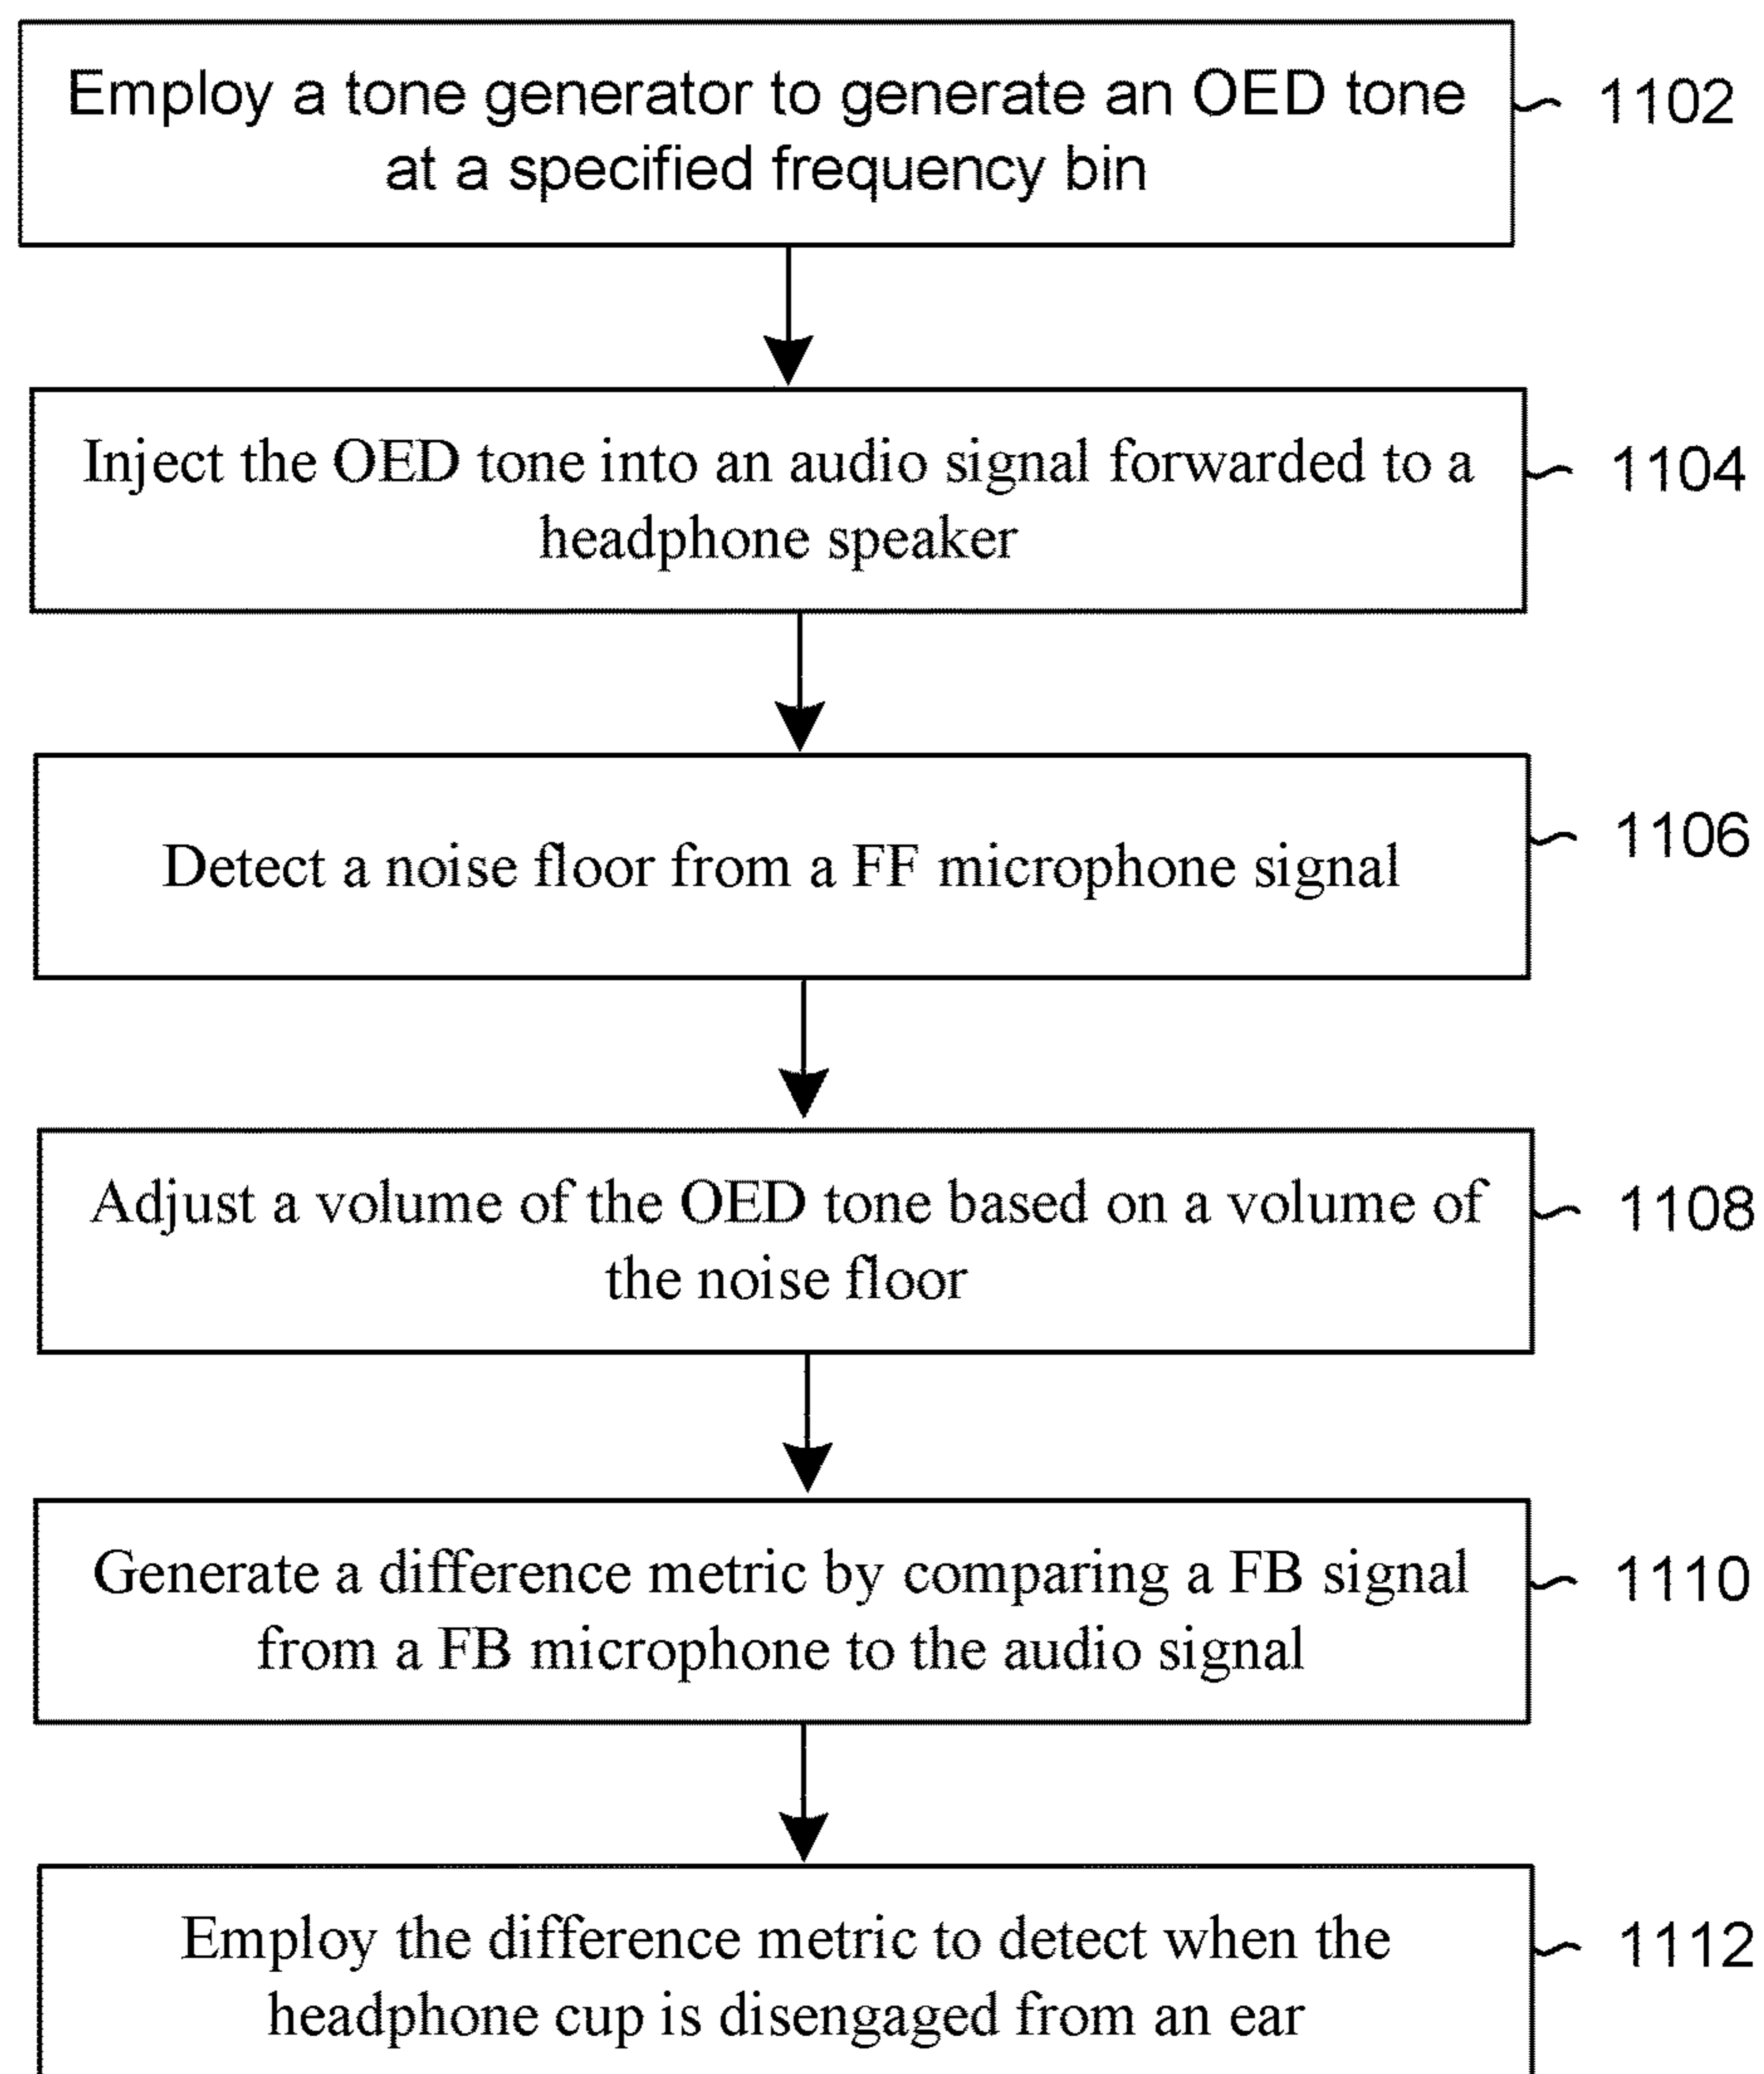 Employ a tone generator to generate an OED tone
at a specified frequency bin
1102
Inject the OED tone into an audio signal forwarded to a
headphone speaker
1104
Detect a noise floor from a FF microphone signal
1106
Adjust a volume of the OED tone based on a volume of
the noise floor
1108
Generate a difference metric by comparing a FB signal
from a FB microphone to the audio signal
1110
Employ the difference metric to detect when the
headphone cup is disengaged from an ear
1112